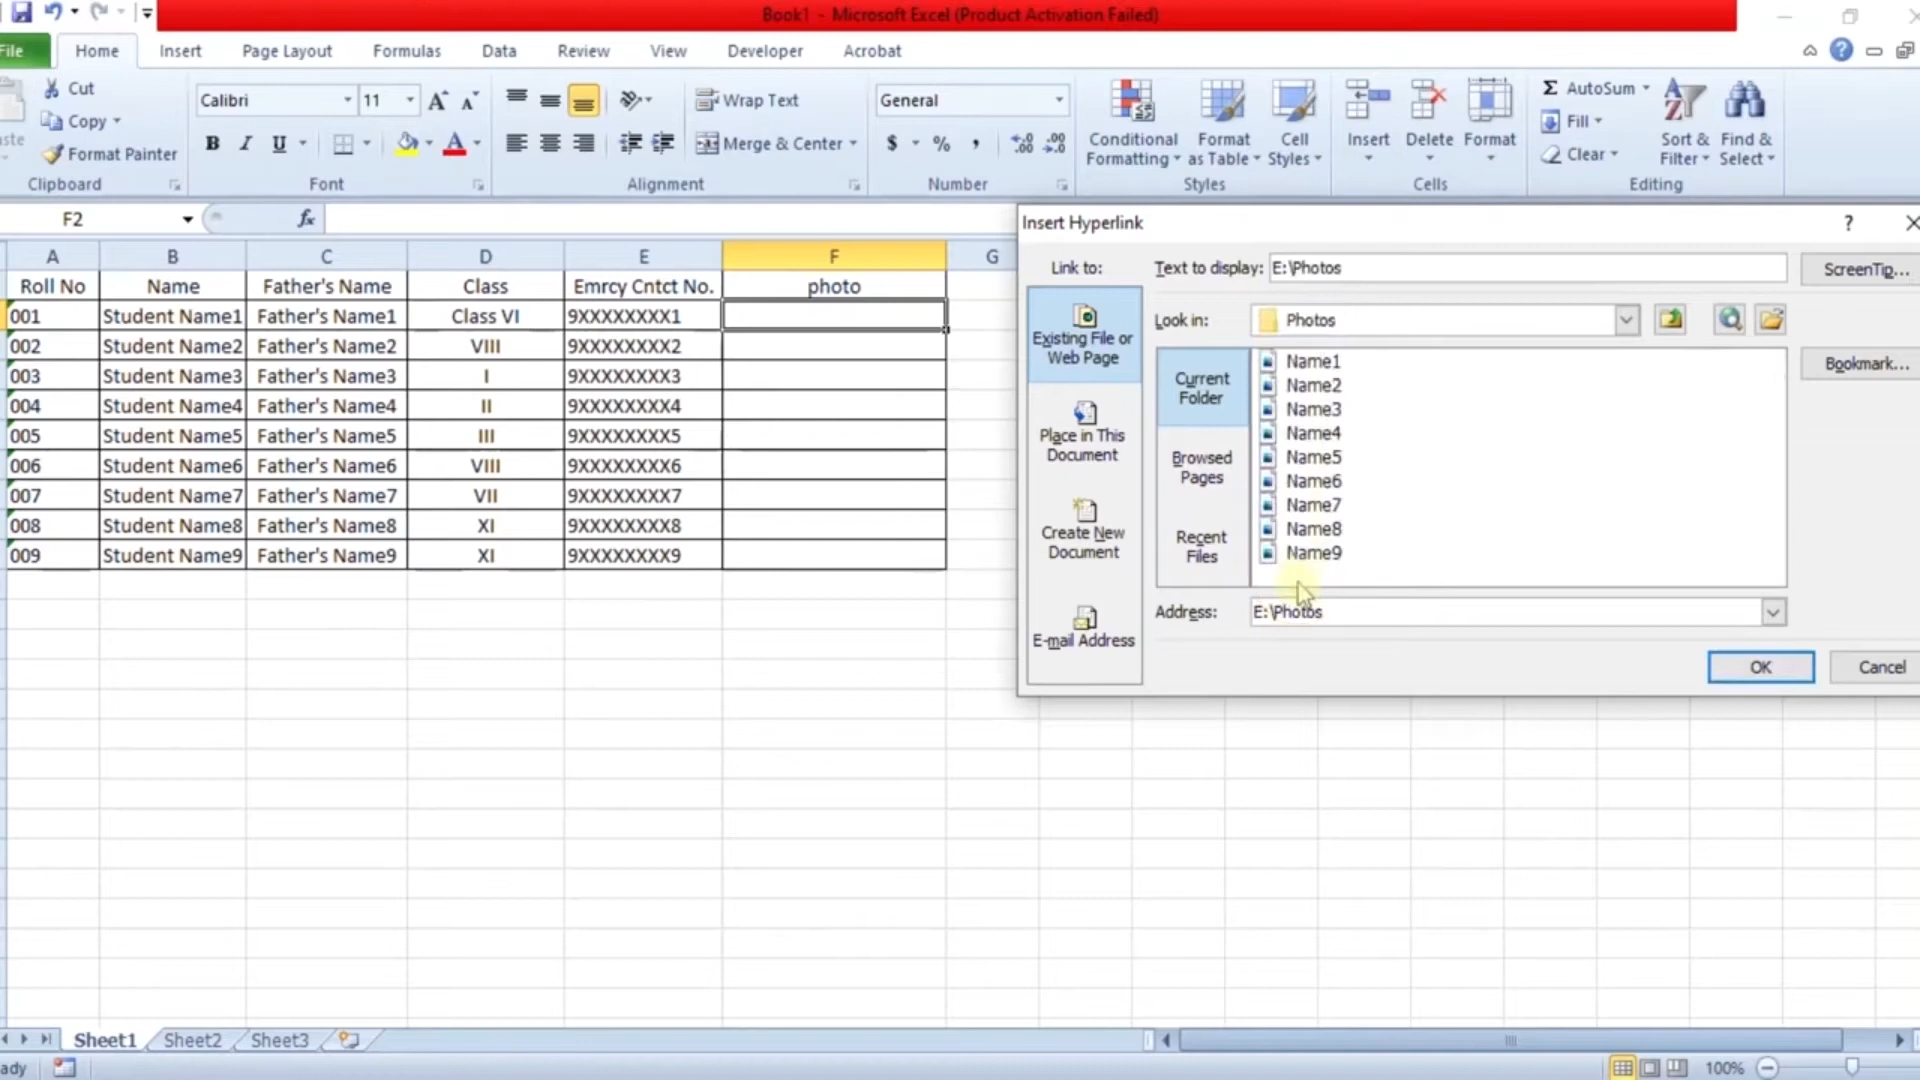 Book1 - Microsoft Excel (Product Activation Failed)
File Home Insert Page Layout Formulas Data Review View Developer Acrobat
Cut
Copy
Format Painter
Clipboard
Calibri 11
B I U
Font
Wrap Text
Merge & Center
Alignment
General
$ % ,
Number
Conditional Formatting
Format as Table
Cell Styles
Styles
Insert Delete Format
Cells
Σ AutoSum
Fill
Clear
Sort & Filter
Find & Select
Editing
F2 fx
A B C D E F G
Roll No Name Father's Name Class Emrcy Cntct No. photo
001 Student Name1 Father's Name1 Class VI 9XXXXXXXX1
002 Student Name2 Father's Name2 VIII 9XXXXXXXX2
003 Student Name3 Father's Name3 I 9XXXXXXXX3
004 Student Name4 Father's Name4 II 9XXXXXXXX4
005 Student Name5 Father's Name5 III 9XXXXXXXX5
006 Student Name6 Father's Name6 VIII 9XXXXXXXX6
007 Student Name7 Father's Name7 VII 9XXXXXXXX7
008 Student Name8 Father's Name8 XI 9XXXXXXXX8
009 Student Name9 Father's Name9 XI 9XXXXXXXX9
Insert Hyperlink
Link to:
Text to display: E:\Photos
ScreenTip...
Existing File or
Web Page
Place in This
Document
Create New
Document
E-mail Address
Look in: Photos
Current
Folder
Browsed
Pages
Recent
Files
Name1
Name2
Name3
Name4
Name5
Name6
Name7
Name8
Name9
Bookmark...
Address: E:\Photos
OK Cancel
Sheet1 Sheet2 Sheet3
ady
100%